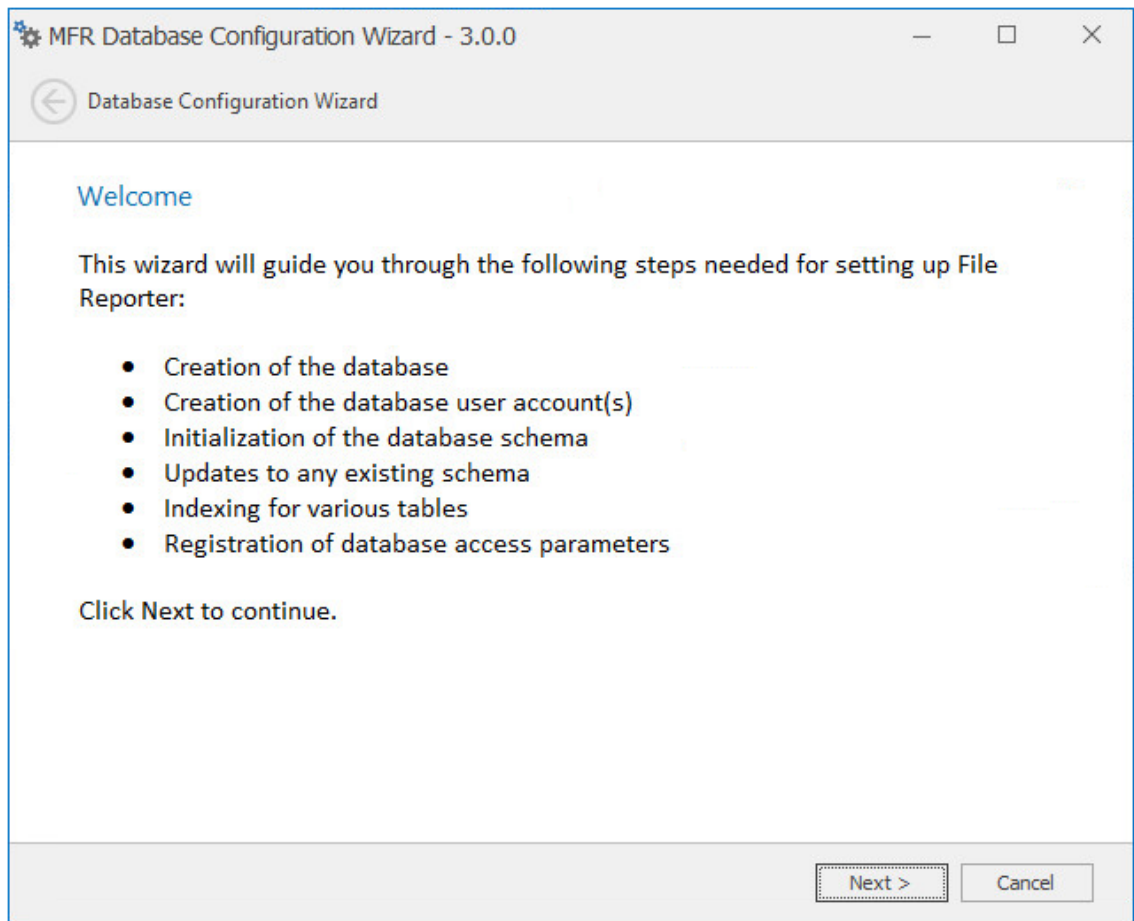 MFR Database Configuration Wizard - 3.0.0
Database Configuration Wizard
Welcome
This wizard will guide you through the following steps needed for setting up File
Reporter:
• Creation of the database
• Creation of the database user account(s)
• Initialization of the database schema
• Updates to any existing schema
• Indexing for various tables
• Registration of database access parameters
Click Next to continue.
Next >
Cancel